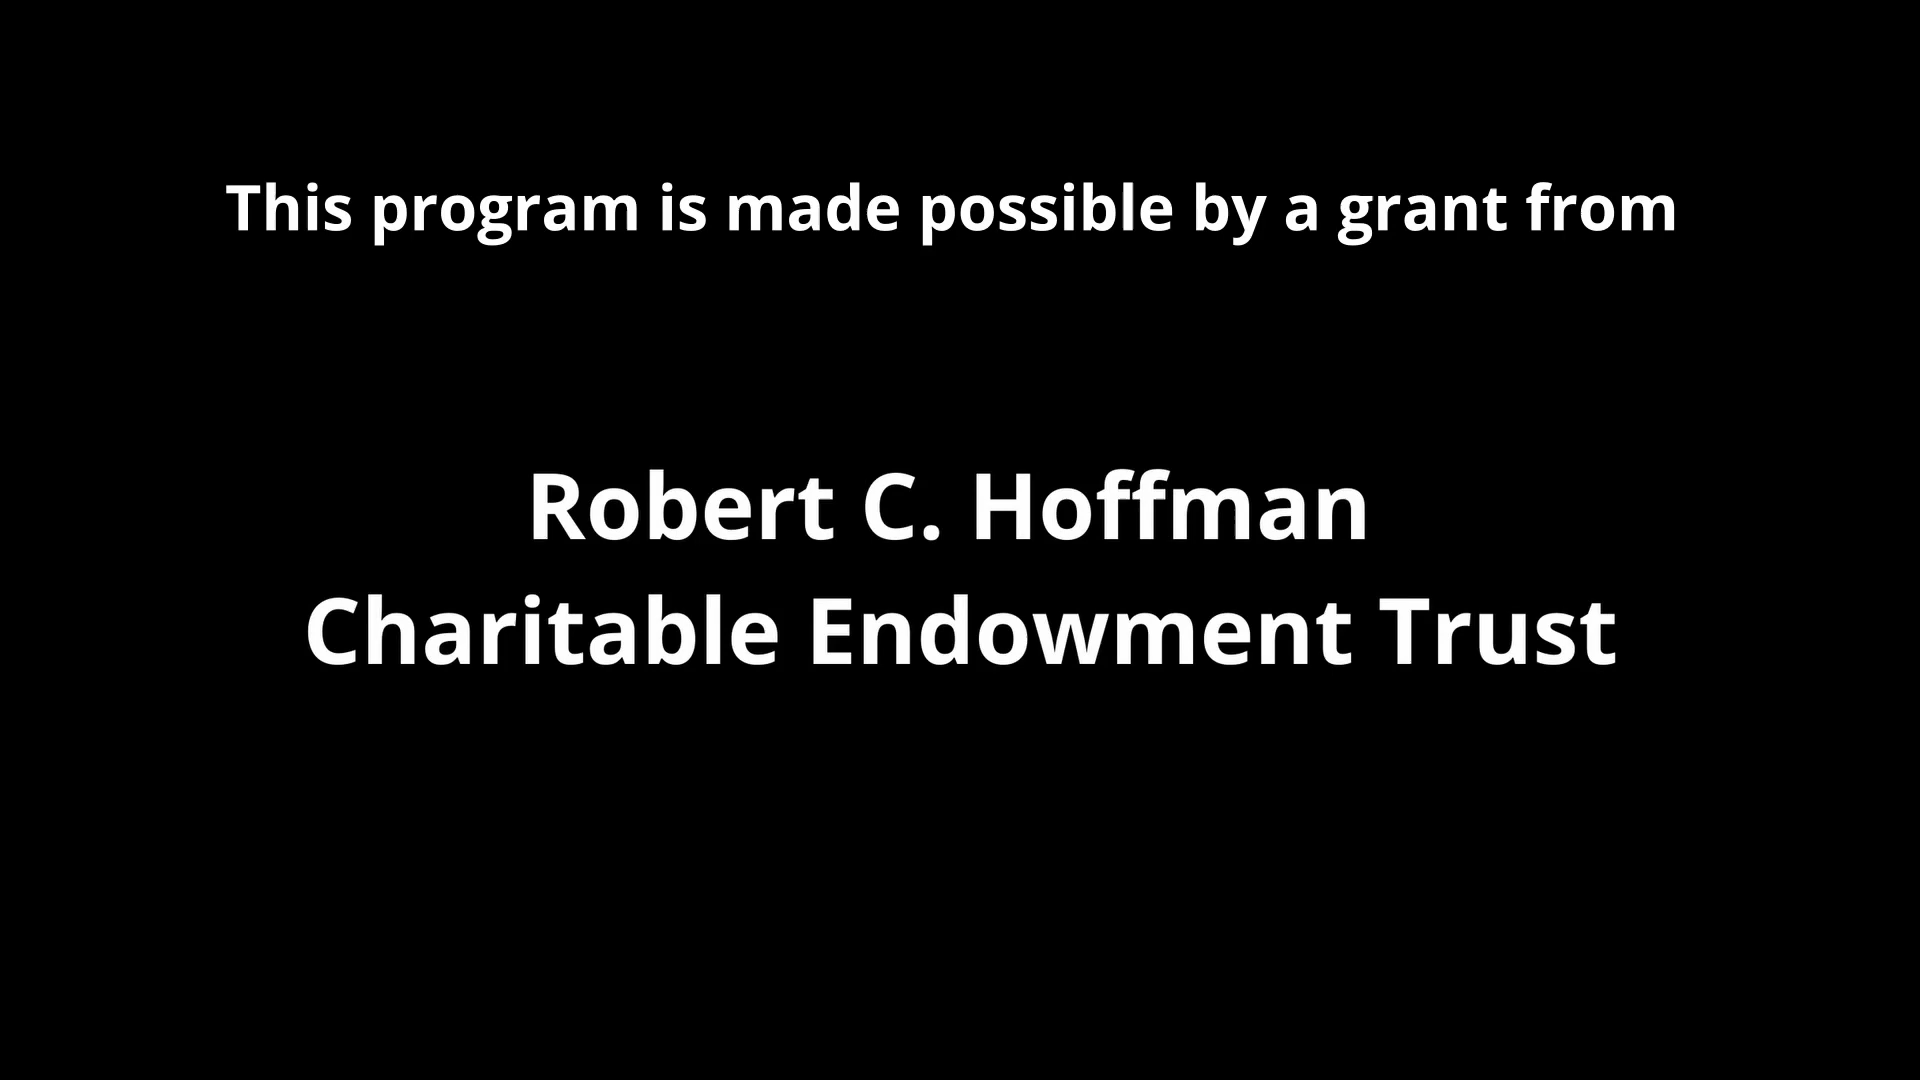 This program is made possible by a grant from
Robert C. Hoffman
Charitable Endowment Trust